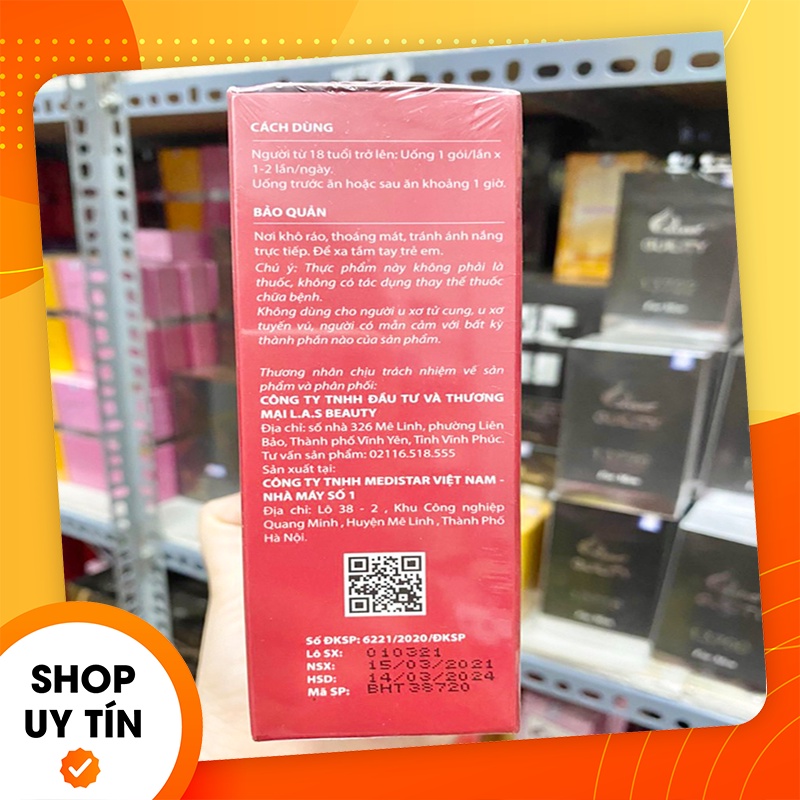 CÁCH DÙNG
Người từ 18 tuổi trở lên: Uống 1 gói/lần x
1-2 lần/ngày.
Uống trước ăn hoặc sau ăn khoảng 1 giờ.
BẢO QUẢN
Nơi khô ráo, thoáng mát, tránh ánh nắng
trực tiếp. Để xa tầm tay trẻ em.
Chú ý: Thực phẩm này không phải là
thuốc, không có tác dụng thay thế thuốc
chữa bệnh.
Không dùng cho người u xơ tử cung, u xơ
tuyến vú, người có mẫn cảm với bất kỳ
thành phần nào của sản phẩm.
Thương nhân chịu trách nhiệm về sản
phẩm và phân phối:
CÔNG TY TNHH ĐẦU TƯ VÀ THƯƠNG
MẠI L.A.S BEAUTY
Địa chỉ: số nhà 326 Mê Linh, phường Liên
Bảo, Thành phố Vĩnh Yên, Tỉnh Vĩnh Phúc.
Tư vấn sản phẩm: 02116.518.555
Sản xuất tại:
CÔNG TY TNHH MEDISTAR VIỆT NAM -
NHÀ MÁY SỐ 1
Địa chỉ: Lô 38 - 2 , Khu Công nghiệp
Quang Minh , Huyện Mê Linh , Thành Phố
Hà Nội.
Số ĐKSP: 6221/2020/ĐKSP
Lô SX: 010321
NSX: 15/03/2021
HSD: 14/03/2024
Mã SP: BHT 38720
SHOP
UY TÍN